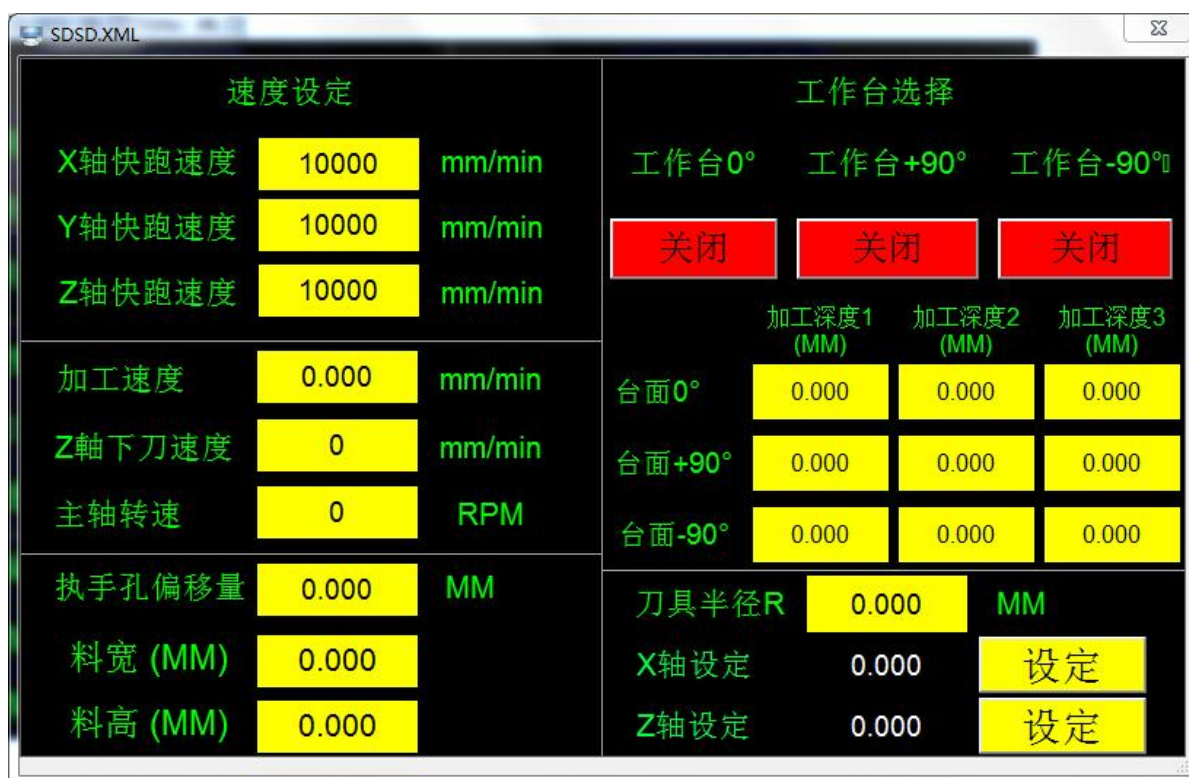 SDSD.XML
速度设定
X轴快跑速度 10000 mm/min
Y轴快跑速度 10000 mm/min
Z轴快跑速度 10000 mm/min
加工速度 0.000 mm/min
Z軸下刀速度 0 mm/min
主轴转速 0 RPM
执手孔偏移量 0.000 MM
料宽 (MM) 0.000
料高 (MM) 0.000
工作台选择
工作台0° 工作台+90° 工作台-90°
关闭 关闭 关闭
加工深度1 加工深度2 加工深度3
(MM) (MM) (MM)
台面0° 0.000 0.000 0.000
台面+90° 0.000 0.000 0.000
台面-90° 0.000 0.000 0.000
刀具半径R 0.000 MM
X轴设定 0.000 设定
Z轴设定 0.000 设定